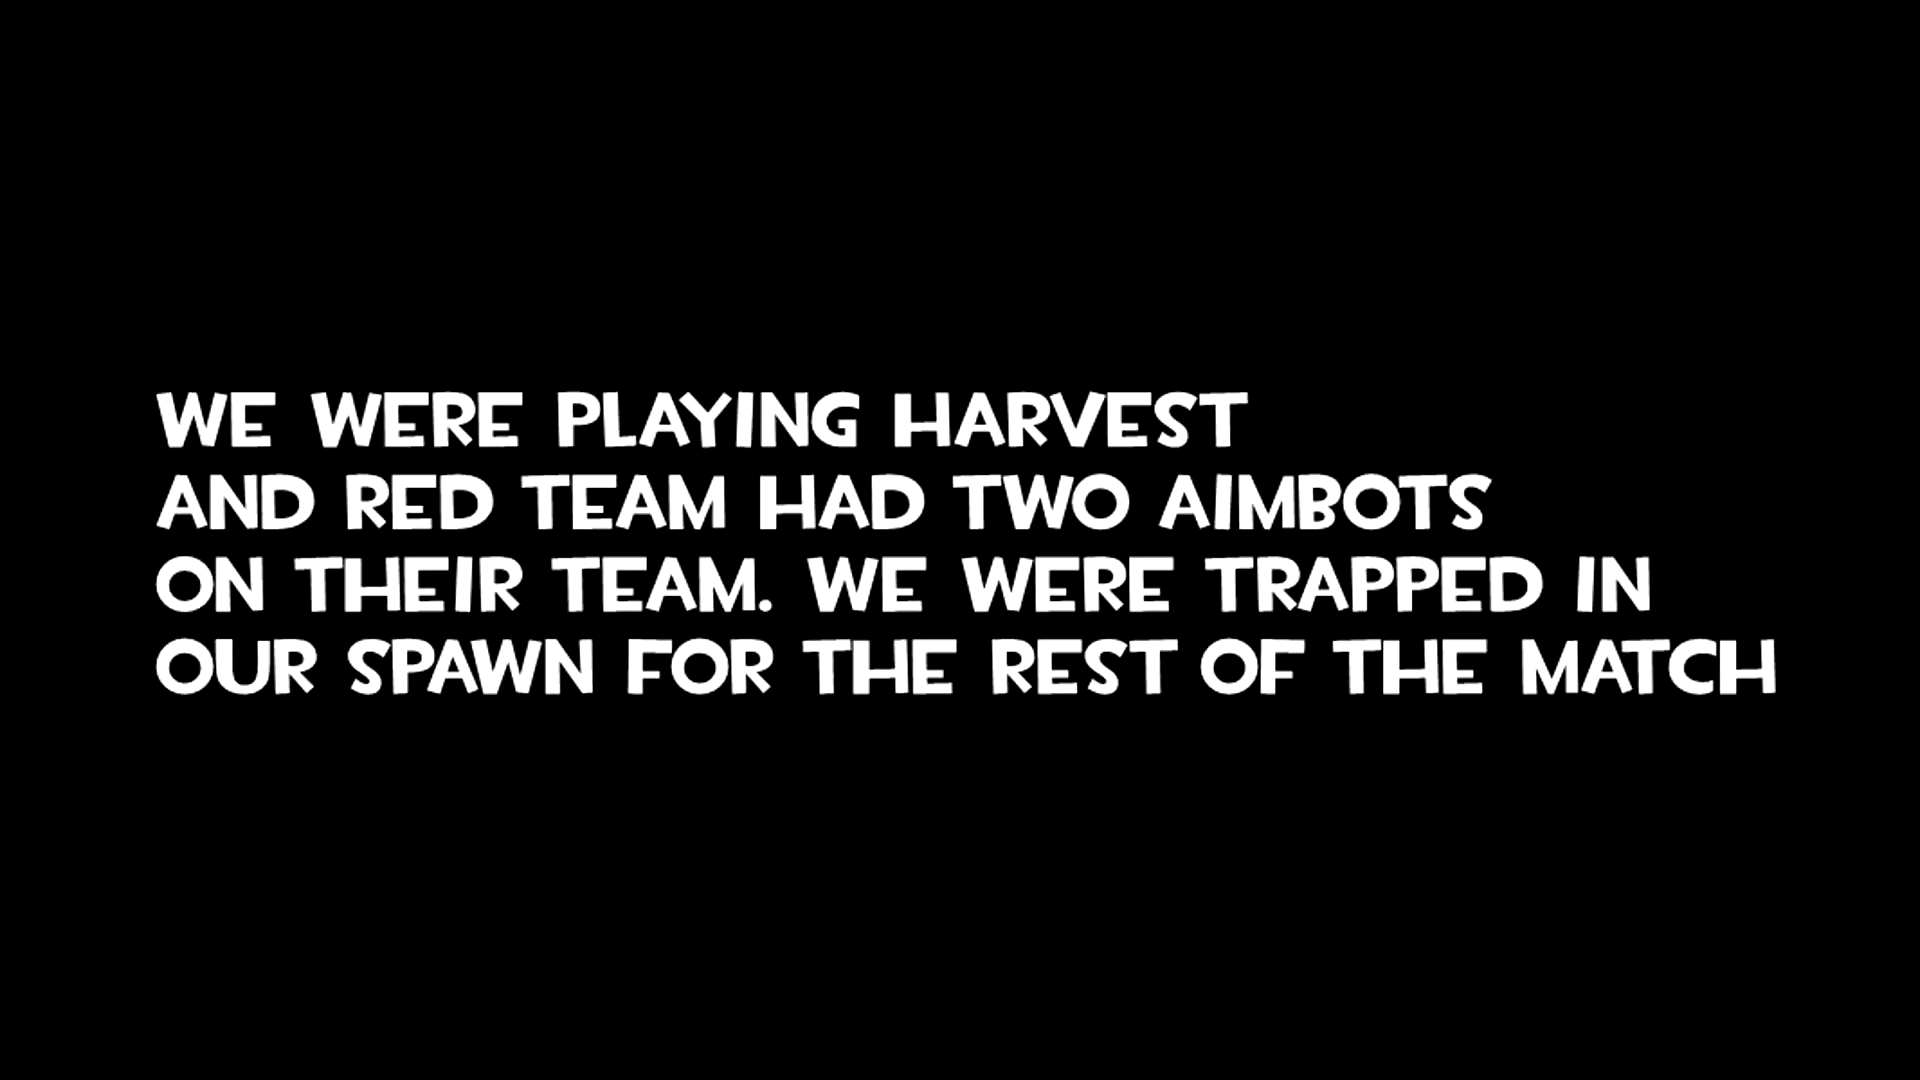 WE WERE PLAYING HARVEST
AND RED TEAM HAD TWO AIMBOTS
ON THEIR TEAM. WE WERE TRAPPED IN
OUR SPAWN FOR THE REST OF THE MATCH